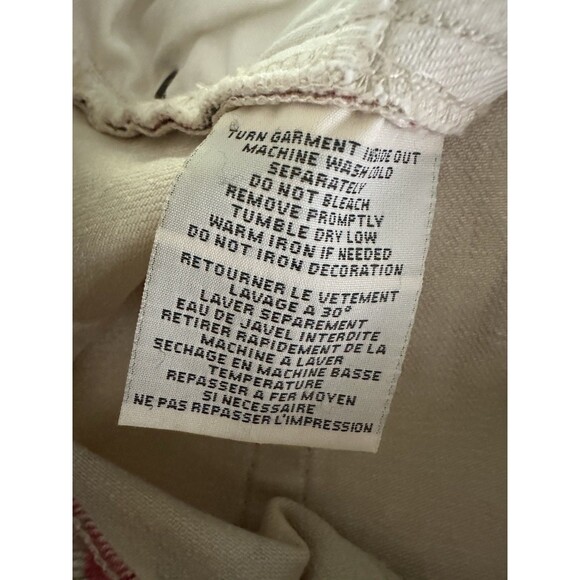 TURN GARMENT INSIDE OUT
MACHINE WASH COLD
SEPARATELY
DO NOT BLEACH
REMOVE PROMPTLY
TUMBLE DRY LOW
WARM IRON IF NEEDED
DO NOT IRON DECORATION
RETOURNER LE VETEMENT
LAVAGE A 30°
LAVER SEPAREMENT
EAU DE JAVEL INTERDITE
RETIRER RAPIDEMENT DE LA
MACHINE A LAVER
SECHAGE EN MACHINE BASSE
TEMPERATURE
REPASSER A FER MOYEN
SI NECESSAIRE
NE PAS REPASSER L'IMPRESSION